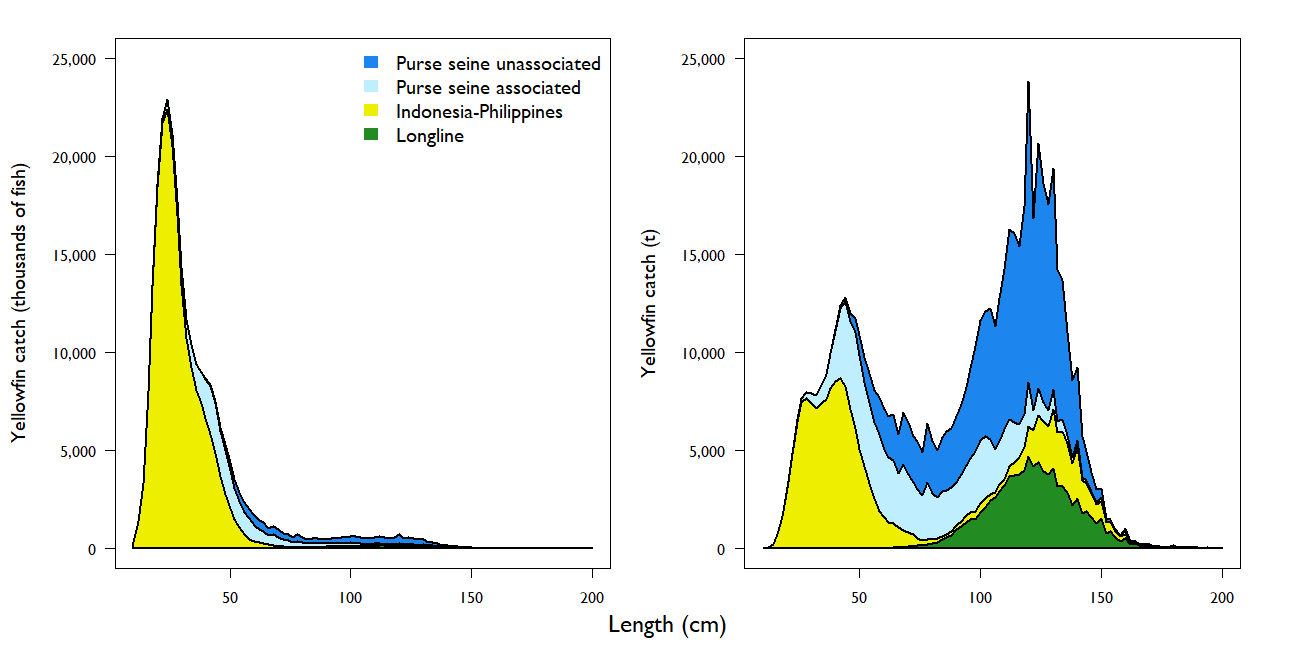 Yellowfin catch (thousands of fish)
25,000
20,000
15,000
10,000
5,000
0
50
100
150
200
Purse seine unassociated
Purse seine associated
Indonesia-Philippines
Longline
Yellowfin catch (t)
25,000
20,000
15,000
10,000
5,000
0
50
100
150
200
Length (cm)